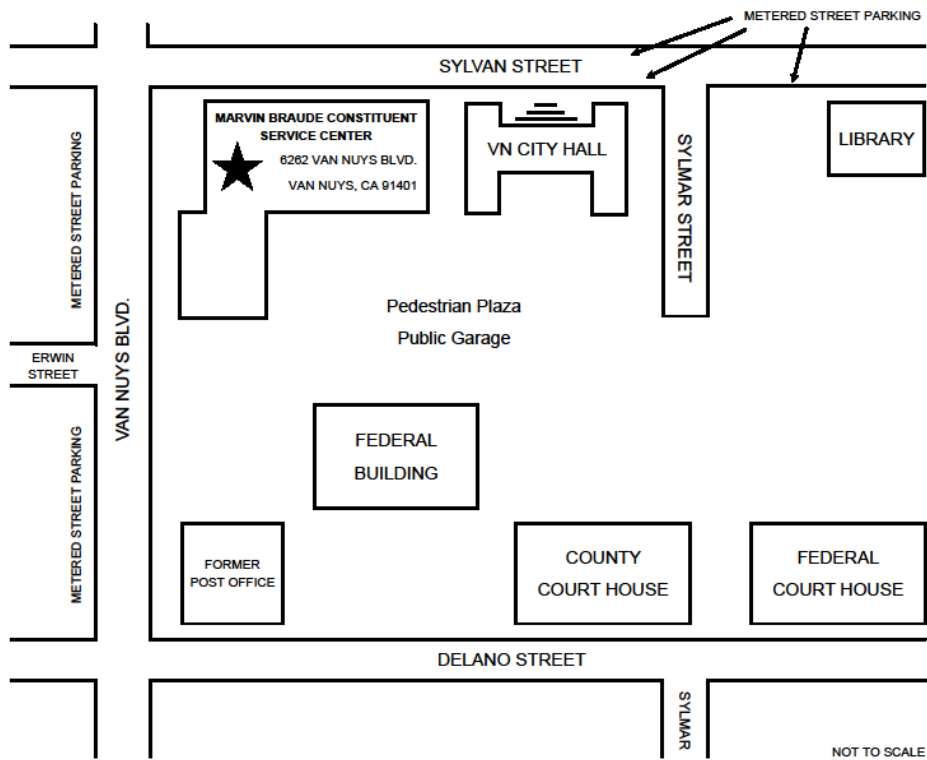 METERED STREET PARKING
SYLVAN STREET
MARVIN BRAUDE CONSTITUENT
SERVICE CENTER
6262 VAN NUYS BLVD.
VAN NUYS, CA 91401
VN CITY HALL
SYLMAR STREET
LIBRARY
METERED STREET PARKING
VAN NUYS BLVD.
Pedestrian Plaza
Public Garage
ERWIN
STREET
METERED STREET PARKING
FEDERAL
BUILDING
FORMER
POST OFFICE
COUNTY
COURT HOUSE
FEDERAL
COURT HOUSE
DELANO STREET
SYLMAR
NOT TO SCALE